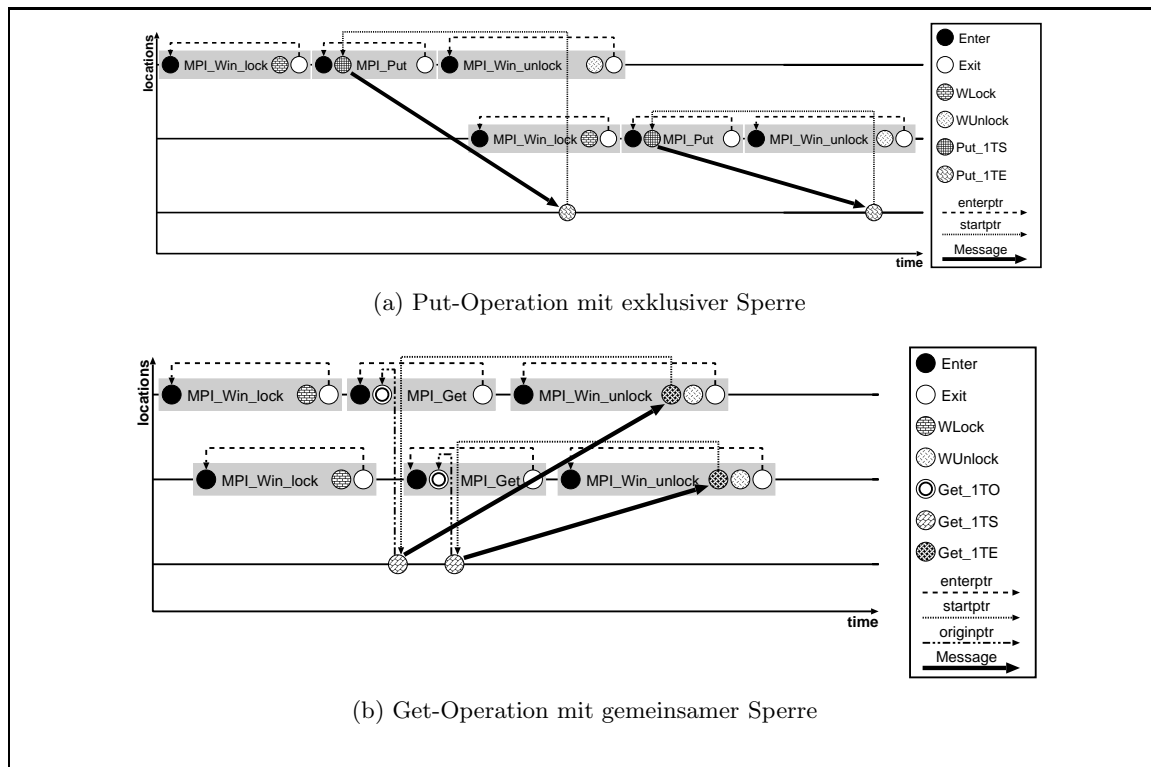 locations
MPI_Win_lock MPI_Put MPI_Win_unlock
MPI_Win_lock MPI_Put MPI_Win_unlock
time
Enter
Exit
WLock
WUnlock
Put_1TS
Put_1TE
enterptr
startptr
Message
(a) Put-Operation mit exklusiver Sperre
locations
MPI_Win_lock MPI_Get MPI_Win_unlock
MPI_Win_lock MPI_Get MPI_Win_unlock
time
Enter
Exit
WLock
WUnlock
Get_1TO
Get_1TS
Get_1TE
enterptr
startptr
originptr
Message
(b) Get-Operation mit gemeinsamer Sperre